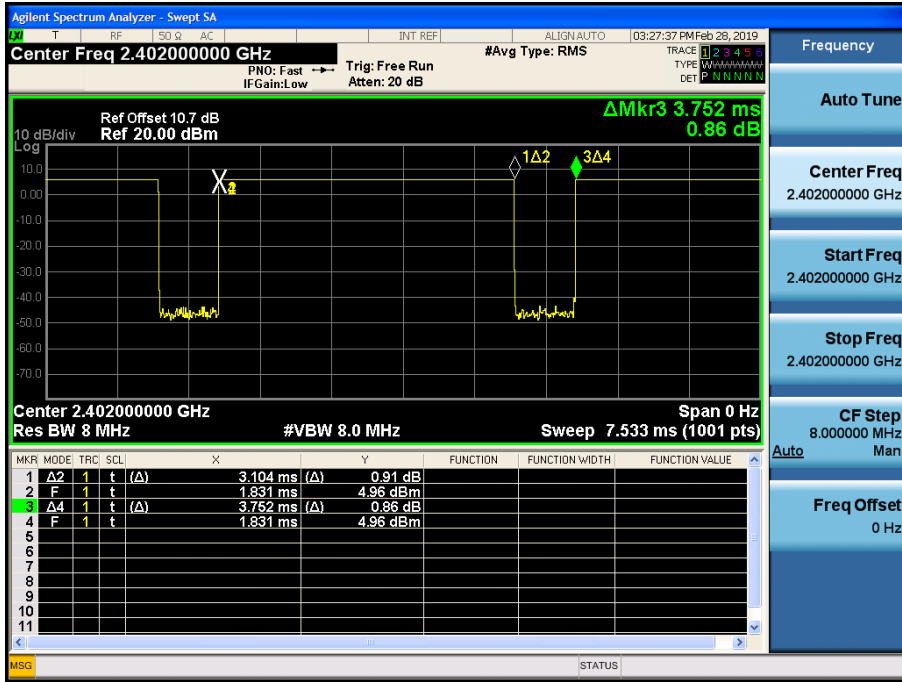 Agilent Spectrum Analyzer - Swept SA
LXI T RF 50 Ω AC INT REF ALIGN AUTO 03:27:37 PM Feb 28, 2019
Center Freq 2.402000000 GHz #Avg Type: RMS TRACE 1 2 3 4 5 6
PNO: Fast Trig: Free Run TYPE WWWWWW
IFGain:Low Atten: 20 dB DET P N N N N N
Frequency
Auto Tune
Center Freq
2.402000000 GHz
Start Freq
2.402000000 GHz
Stop Freq
2.402000000 GHz
CF Step
8.000000 MHz
Auto Man
Freq Offset
0 Hz
ΔMkr3 3.752 ms
0.86 dB
Ref Offset 10.7 dB
10 dB/div Ref 20.00 dBm
Log
1Δ2 3Δ4
10.0
0.00
-10.0
-20.0
-30.0
-40.0
-50.0
-60.0
-70.0
Center 2.402000000 GHz Span 0 Hz
Res BW 8 MHz #VBW 8.0 MHz Sweep 7.533 ms (1001 pts)
MKR MODE TRC SCL X Y FUNCTION FUNCTION WIDTH FUNCTION VALUE
1 Δ2 1 t (Δ) 3.104 ms (Δ) 0.91 dB
2 F 1 t 1.831 ms 4.96 dBm
3 Δ4 1 t (Δ) 3.752 ms (Δ) 0.86 dB
4 F 1 t 1.831 ms 4.96 dBm
5
6
7
8
9
10
11
MSG STATUS